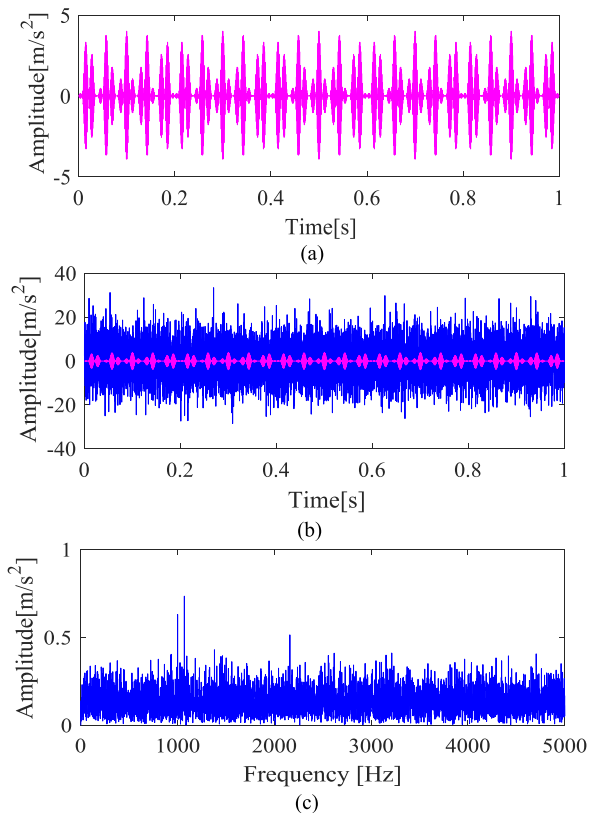 Amplitude[m/s²]
5
0
-5
0 0.2 0.4 0.6 0.8 1
Time[s]
(a)
Amplitude[m/s²]
40
20
0
-20
-40
0 0.2 0.4 0.6 0.8 1
Time[s]
(b)
Amplitude[m/s²]
1
0.5
0
0 1000 2000 3000 4000 5000
Frequency [Hz]
(c)